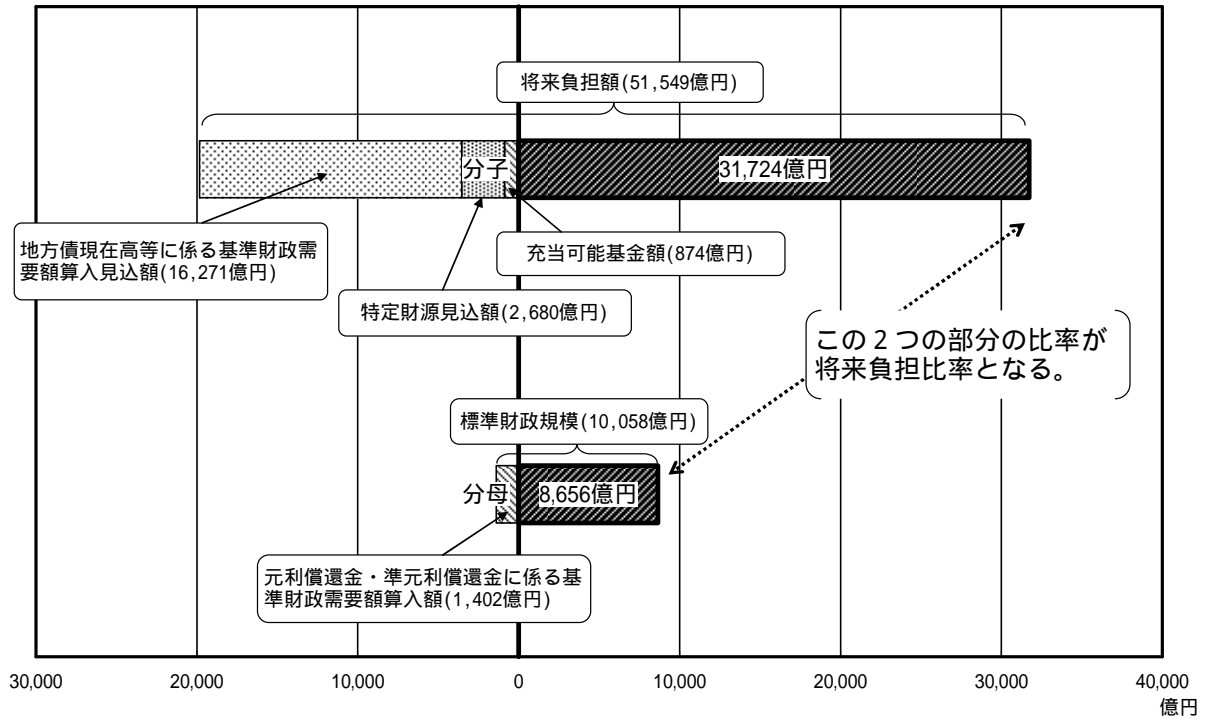 将来負担額(51,549億円)
分子
31,724億円
地方債現在高等に係る基準財政需
要額算入見込額(16,271億円)
充当可能基金額(874億円)
特定財源見込額(2,680億円)
この２つの部分の比率が
将来負担比率となる。
標準財政規模(10,058億円)
分母
8,656億円
元利償還金・準元利償還金に係る基
準財政需要額算入額(1,402億円)
30,000 20,000 10,000 0 10,000 20,000 30,000 40,000
億円